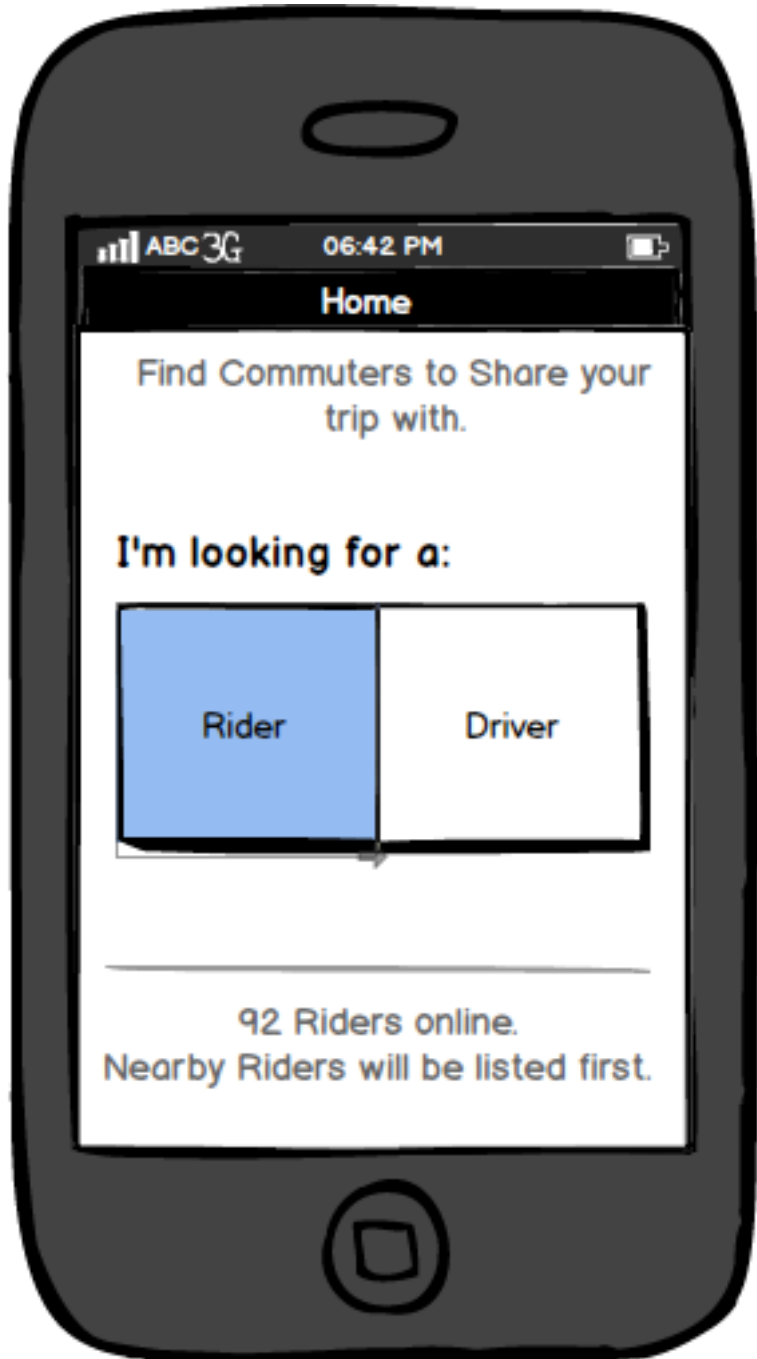 ABC 3G 06:42 PM
Home
Find Commuters to Share your
trip with.
I'm looking for a:
Rider Driver
92 Riders online.
Nearby Riders will be listed first.